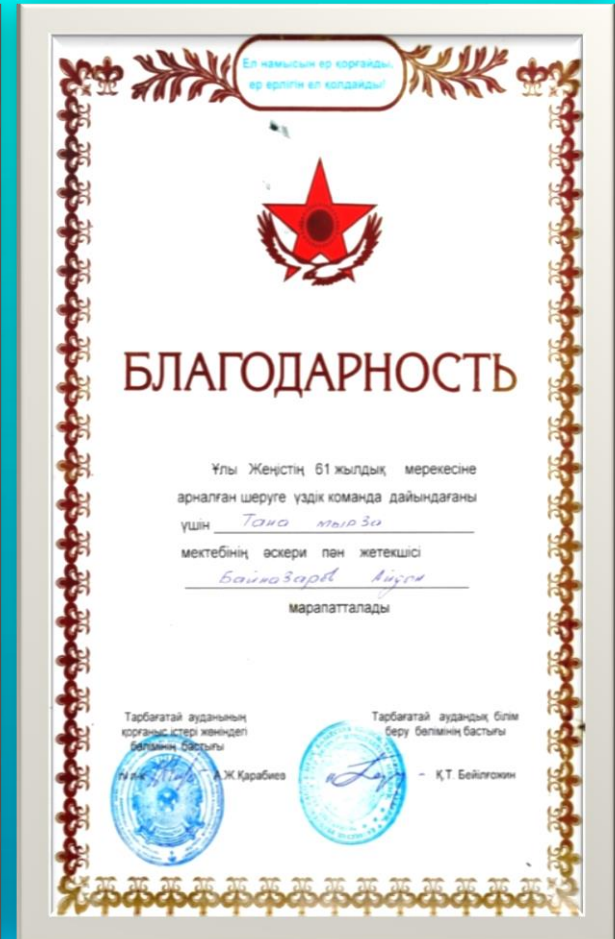 Ел намысын ер қорғайды,
ер ерлігін ел қолдайды!
БЛАГОДАРНОСТЬ
Ұлы Жеңістің 61 жылдық мерекесіне
арналған шеруге үздік команда дайындағаны
үшін Тана мырза
мектебінің әскери пән жетекшісі
Байназаров
марапатталады
Тарбағатай ауданының
қорғаныс істері жөніндегі
бөлімінің бастығы
п/п-к А.Ж.Карабиев
Тарбағатай аудандық білім
беру бөлімінің бастығы
Қ.Т. Бейілғожин